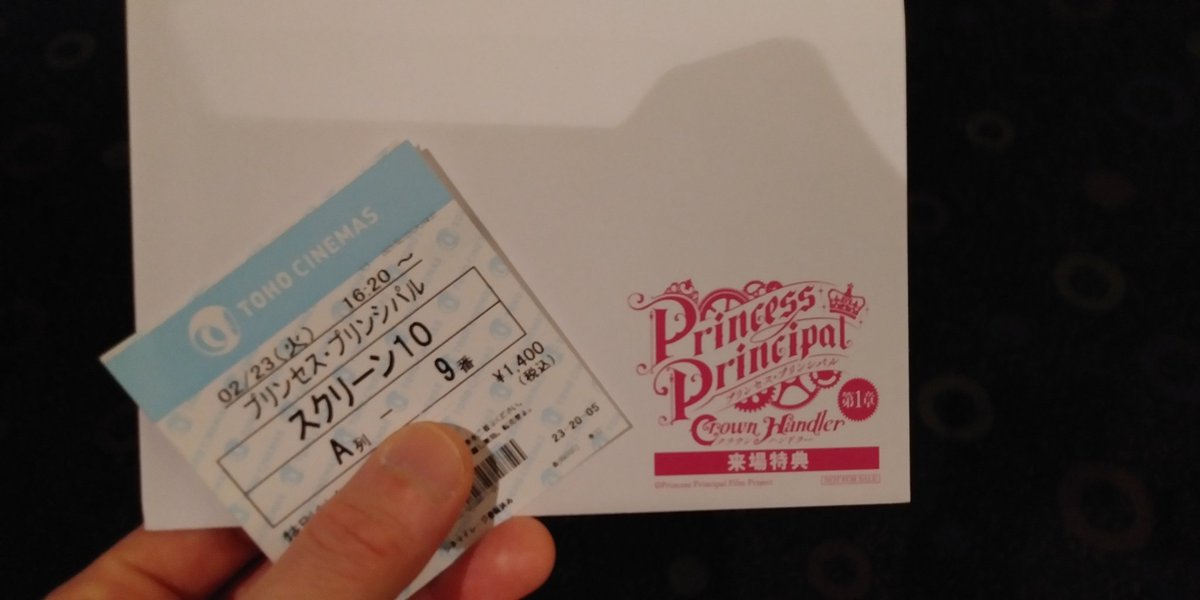 TOHO CINEMAS
02/23(火) 16:20 ～
プリンセス・プリンシパル
スクリーン10
A列 － 9番
¥1,400
(税込)
23-20-05
Princess
Principal
プリンセス・プリンシパル
第1章
Crown Handler
クラウン・ハンドラー
来場特典
©Princess Principal Film Project
NOT FOR SALE